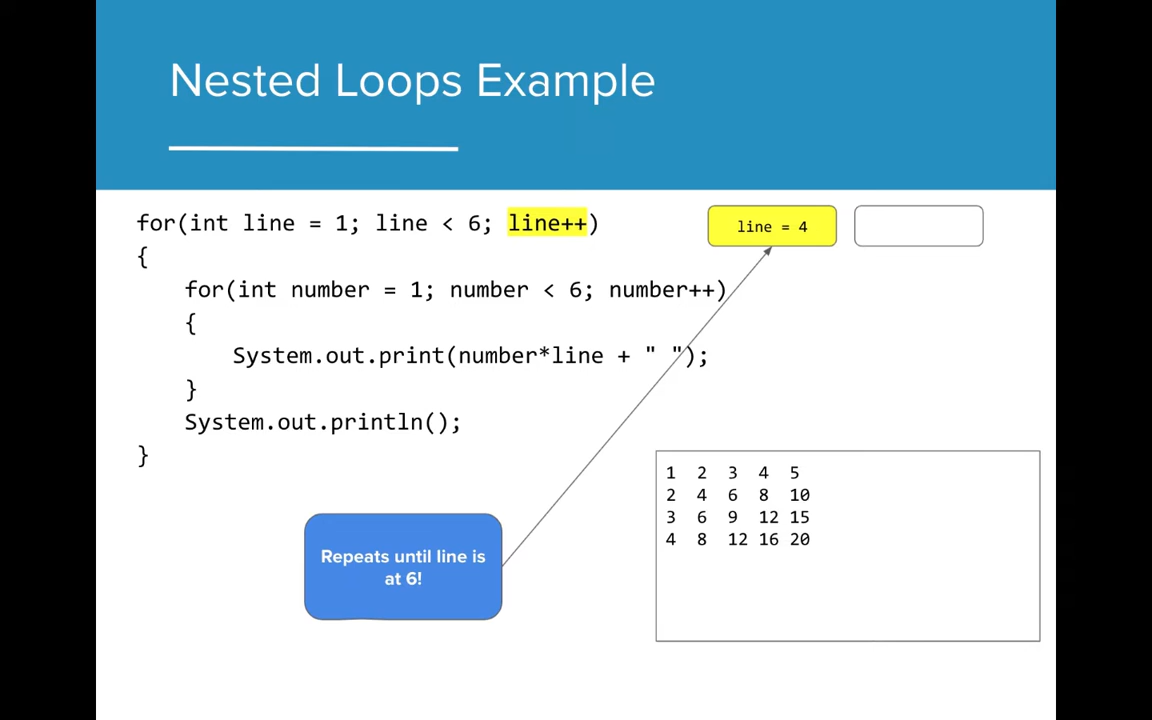 Nested Loops Example
for(int line = 1; line < 6; line++)
line = 4
{
for(int number = 1; number < 6; number++)
{
System.out.print(number*line + " ");
}
System.out.println();
}
1 2 3 4 5
2 4 6 8 10
3 6 9 12 15
4 8 12 16 20
Repeats until line is
at 6!